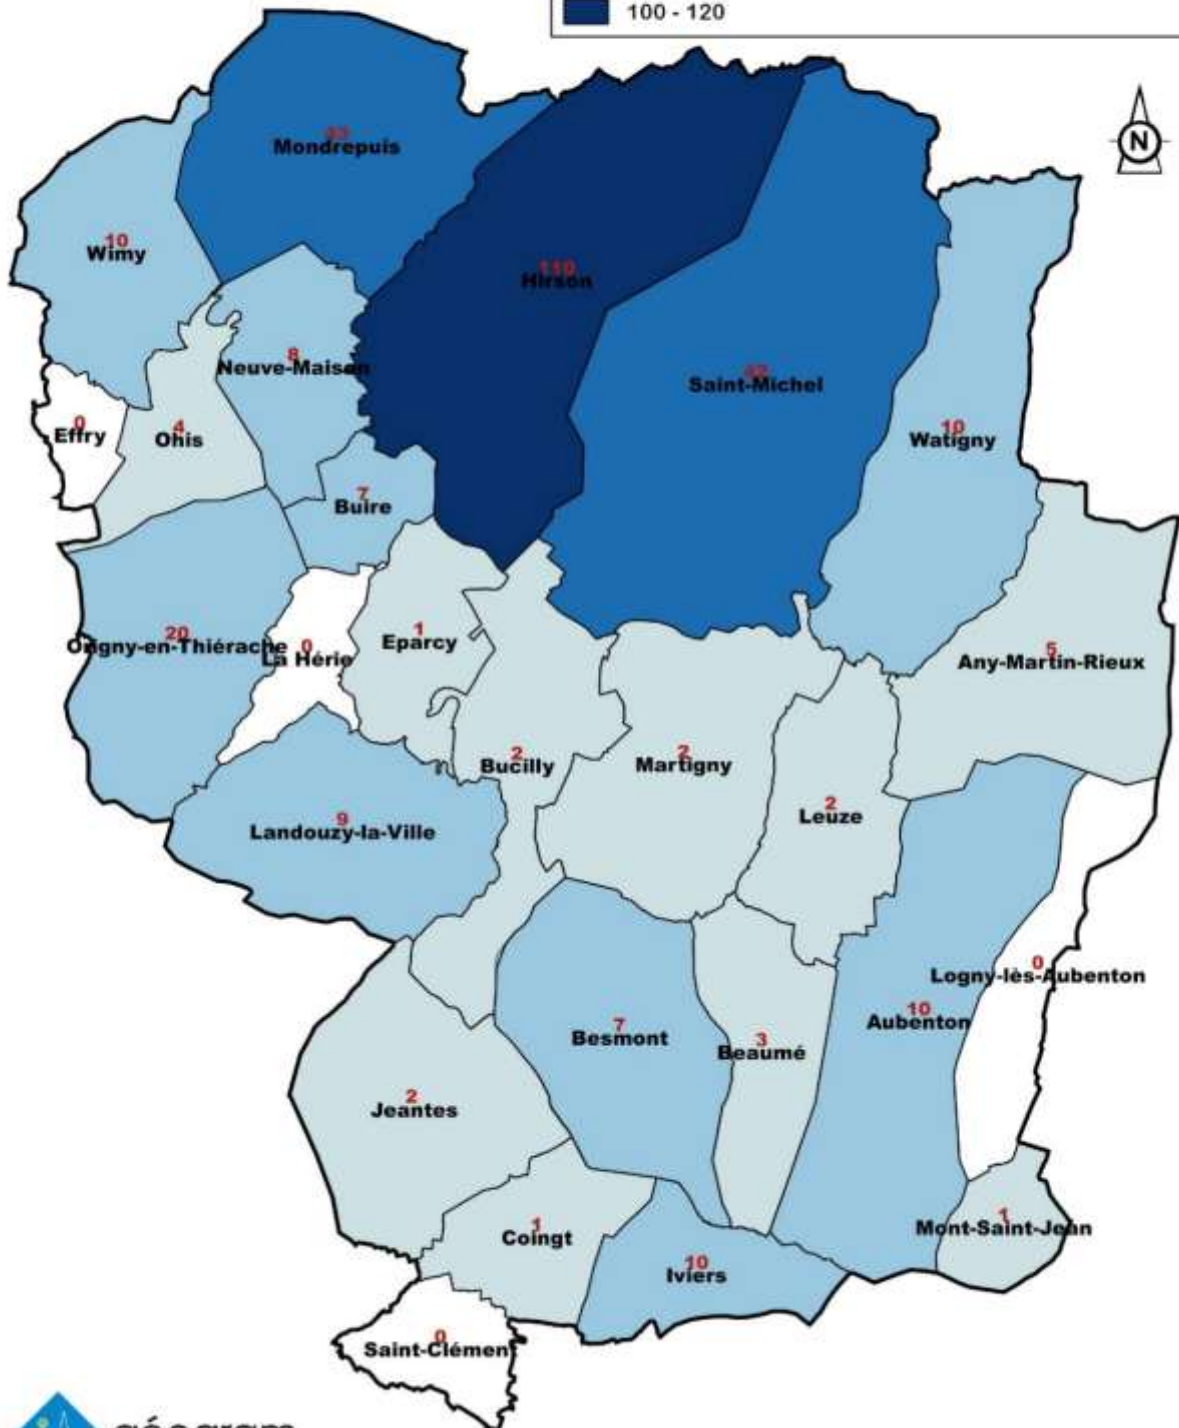 100 - 120
Mondrepuis
N
10
Wimy
110
Hirson
8
Neuve-Maison
Saint-Michel
0
Effry
4
Ohis
10
Watigny
7
Buire
20
Origny-en-Thiérache
0
La Hérie
1
Eparcy
5
Any-Martin-Rieux
2
Bucilly
2
Martigny
2
Leuze
9
Landouzy-la-Ville
0
Logny-lès-Aubenton
10
Aubenton
7
Besmont
3
Beaumé
2
Jeantes
1
Coingt
1
Mont-Saint-Jean
10
Iviers
0
Saint-Clément